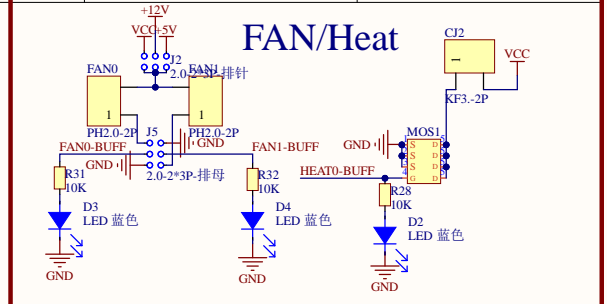 +12V
VCC
+5V
FAN/Heat
CJ2
J2
VCC
FAN0
FAN1
2.0-2*3P-排针
1
1
1
KF3.-2P
PH2.0-2P
PH2.0-2P
J5
MOS1
FAN0-BUFF
GND
FAN1-BUFF
GND
S
D
S
D
S
D
G
D
GND
2.0-2*3P-排母
HEAT0-BUFF
R31
10K
R32
10K
R28
10K
D3
LED 蓝色
D4
LED 蓝色
D2
LED 蓝色
GND
GND
GND